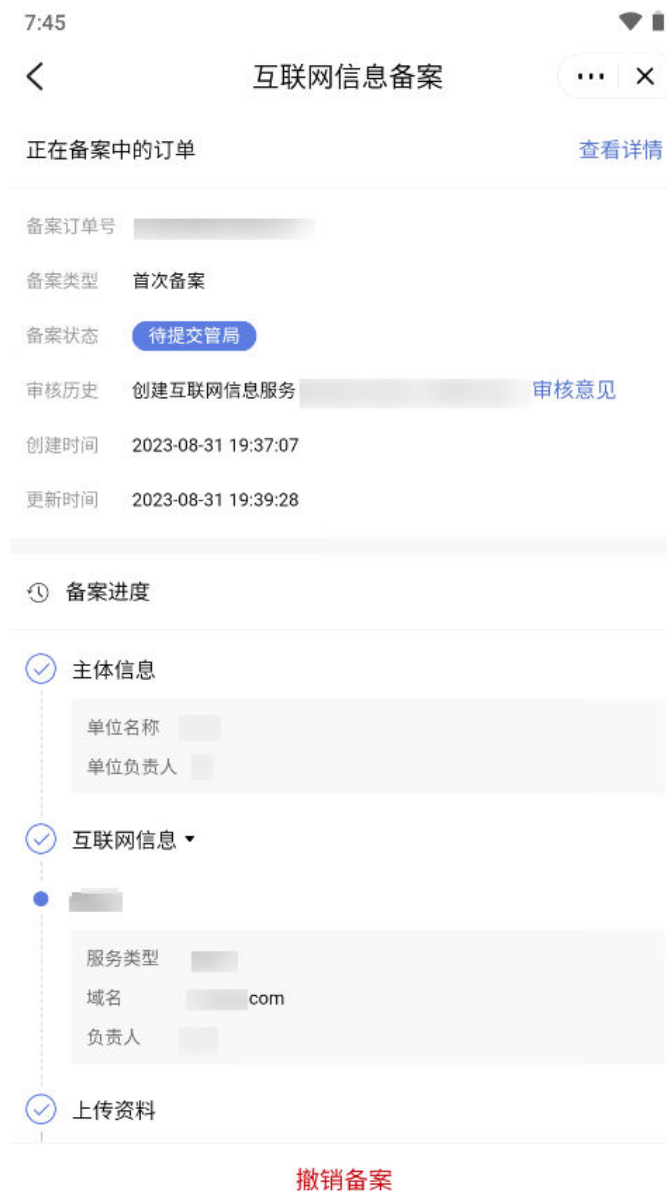 7:45
互联网信息备案
正在备案中的订单 查看详情
备案订单号
备案类型 首次备案
备案状态 待提交管局
审核历史 创建互联网信息服务 审核意见
创建时间 2023-08-31 19:37:07
更新时间 2023-08-31 19:39:28
备案进度
主体信息
单位名称
单位负责人
互联网信息
服务类型
域名 com
负责人
上传资料
撤销备案